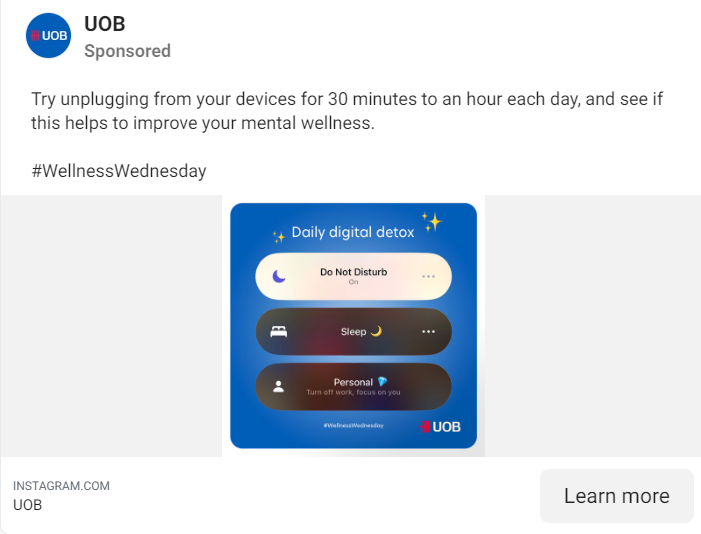 UOB
UOB
Sponsored
Try unplugging from your devices for 30 minutes to an hour each day, and see if
this helps to improve your mental wellness.
#WellnessWednesday
Daily digital detox
Do Not Disturb
On
Sleep
Personal
Turn off work, focus on you
#WellnessWednesday
UOB
INSTAGRAM.COM
UOB
Learn more